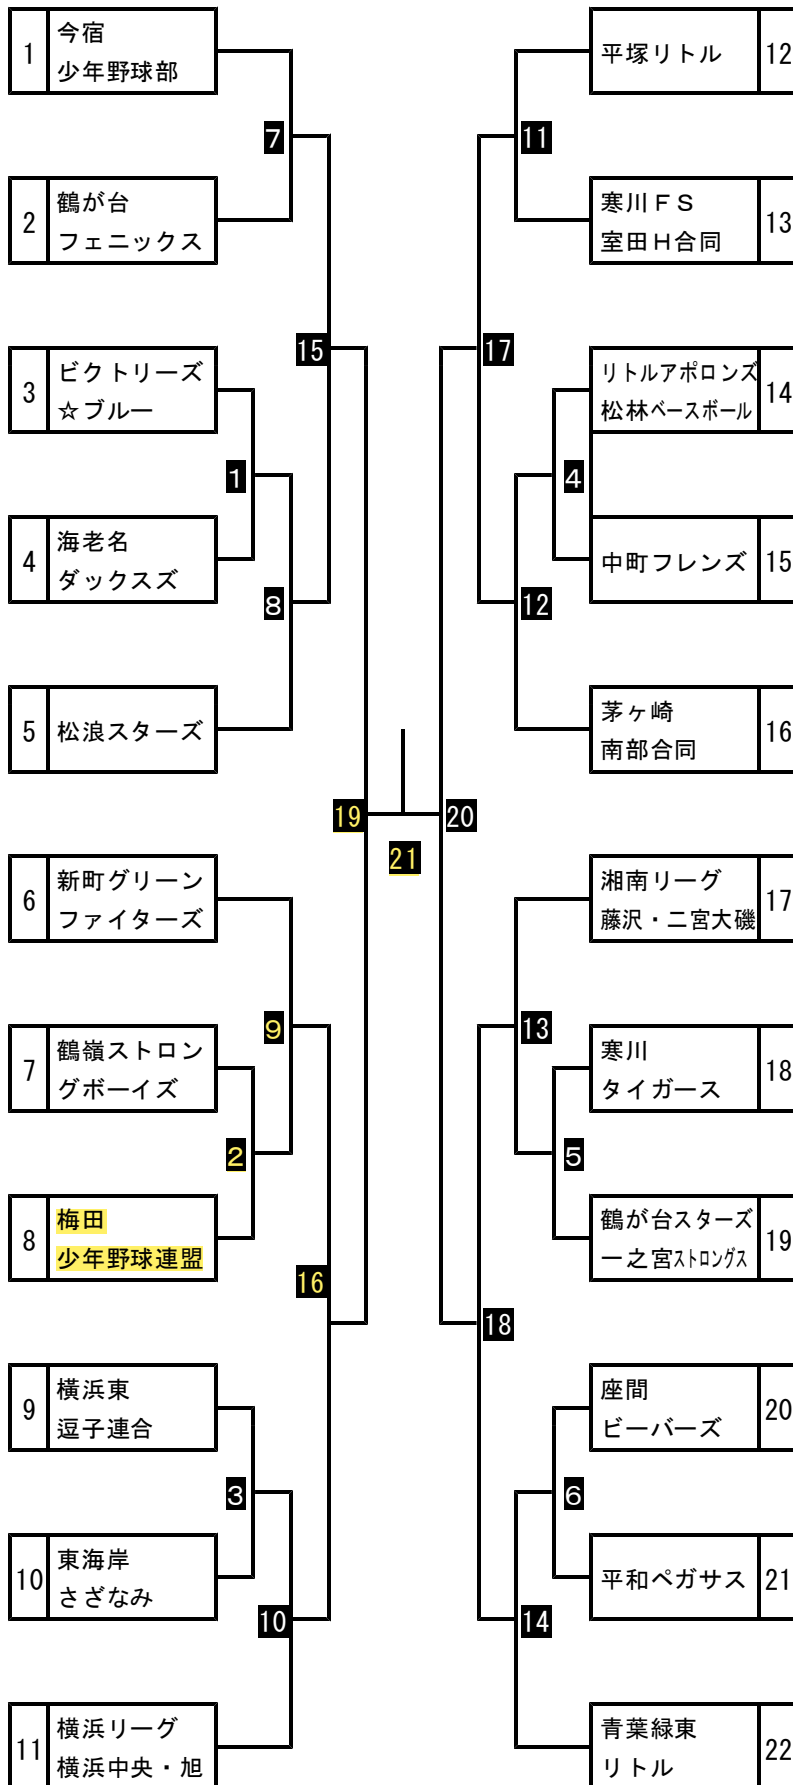 1
今宿
少年野球部
7
2
鶴が台
フェニックス
15
3
ビクトリーズ
☆ブルー
1
4
海老名
ダックスズ
8
5
松浪スターズ
19
6
新町グリーン
ファイターズ
9
7
鶴嶺ストロン
グボーイズ
2
8
梅田
少年野球連盟
16
9
横浜東
逗子連合
3
10
東海岸
さざなみ
10
11
横浜リーグ
横浜中央・旭
21
平塚リトル
12
11
寒川ＦＳ
室田Ｈ合同
13
17
リトルアポロンズ
松林ベースボール
14
4
中町フレンズ
15
12
茅ヶ崎
南部合同
16
20
湘南リーグ
藤沢・二宮大磯
17
13
寒川
タイガース
18
5
鶴が台スターズ
一之宮ストロングス
19
18
座間
ビーバーズ
20
6
平和ペガサス
21
14
青葉緑東
リトル
22